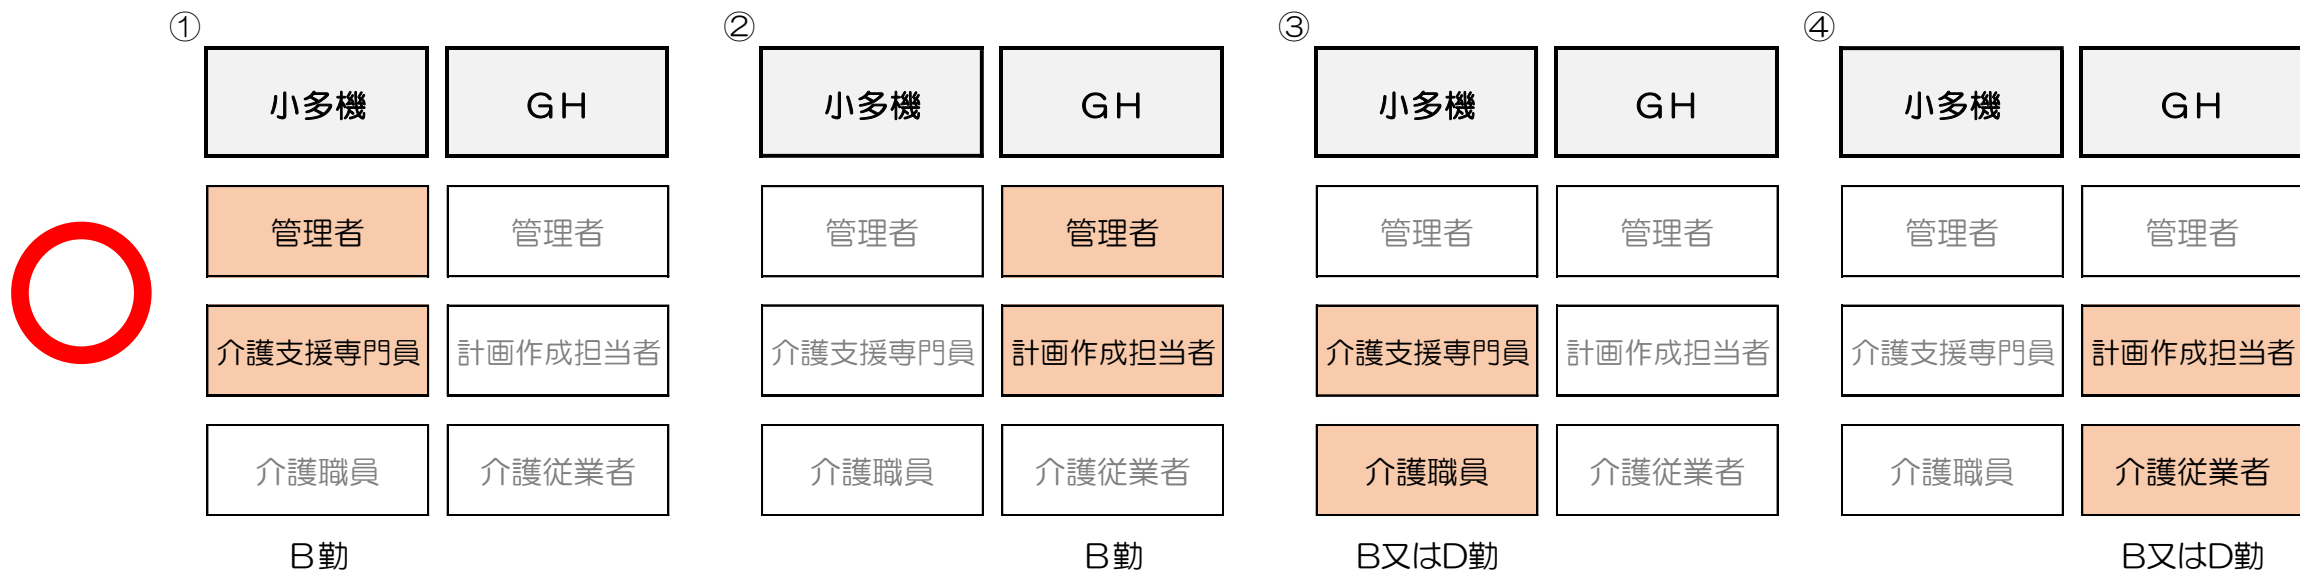 ① ② ③ ④
小多機 GH 小多機 GH 小多機 GH 小多機 GH
管理者 管理者 管理者 管理者 管理者 管理者 管理者 管理者
介護支援専門員 計画作成担当者 介護支援専門員 計画作成担当者 介護支援専門員 計画作成担当者 介護支援専門員 計画作成担当者
介護職員 介護従業者 介護職員 介護従業者 介護職員 介護従業者 介護職員 介護従業者
B勤 B勤 B又はD勤 B又はD勤